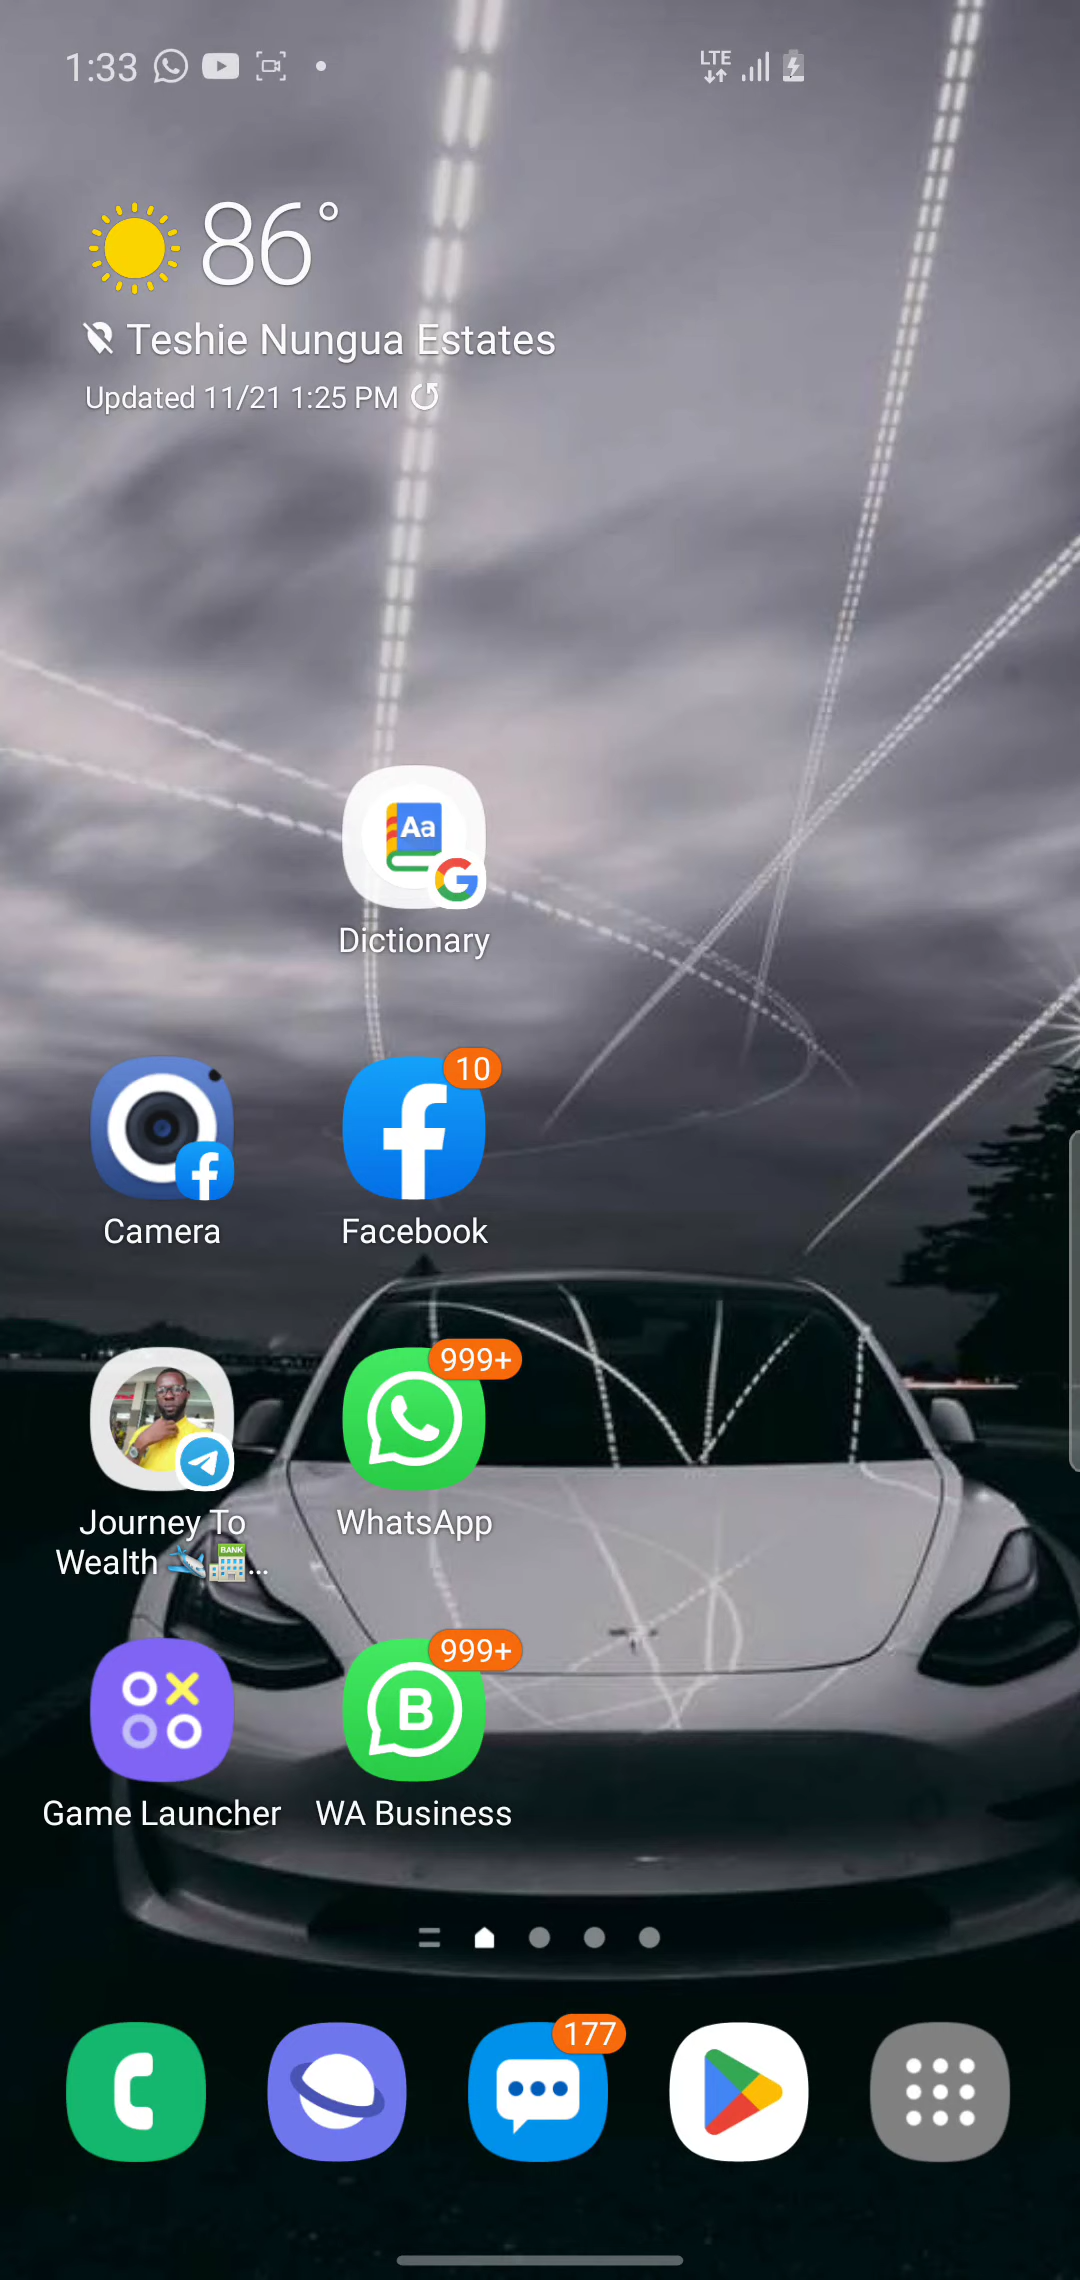 1:33
LTE
86°
Teshie Nungua Estates
Updated 11/21 1:25 PM
Aa
Dictionary
10
Camera
Facebook
999+
Journey To
Wealth ✈️🏦...
WhatsApp
999+
B
Game Launcher
WA Business
177